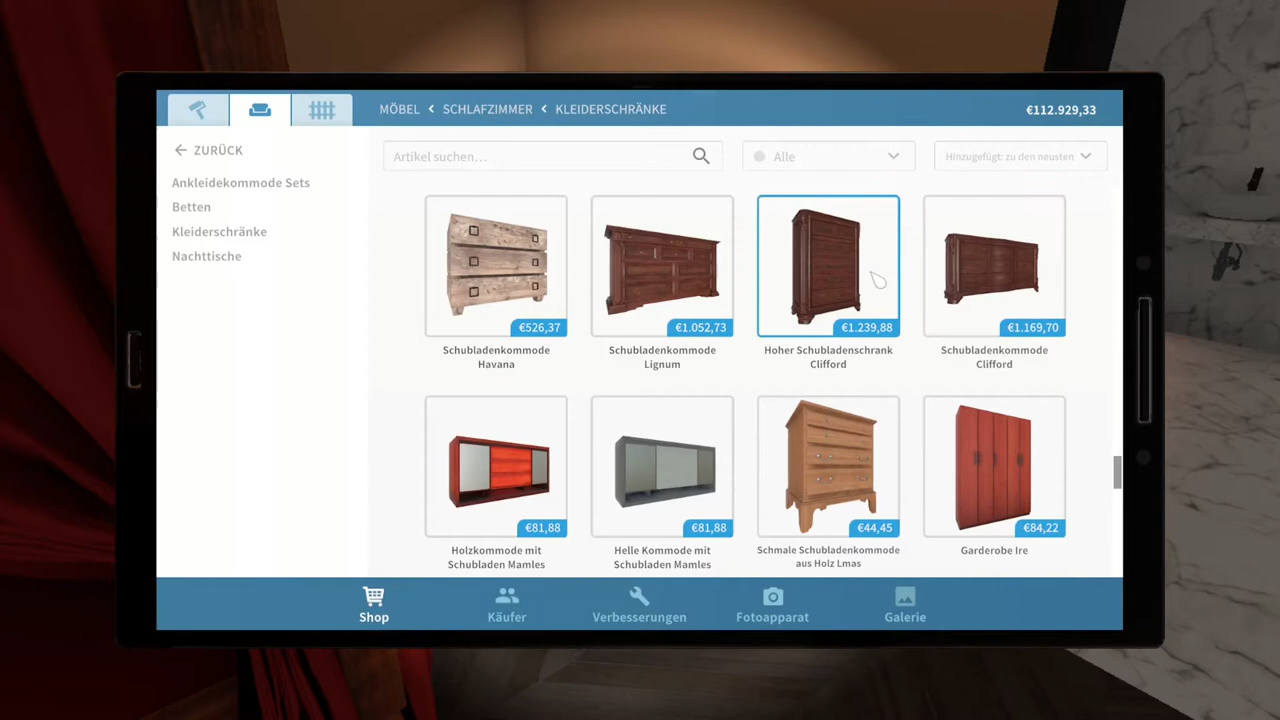 MÖBEL < SCHLAFZIMMER < KLEIDERSCHRÄNKE
€112.929,33
← ZURÜCK
Artikel suchen...
Alle
Hinzugefügt: zu den neusten
Ankleidekommode Sets
Betten
Kleiderschränke
Nachttische
€526,37
€1.052,73
€1.239,88
€1.169,70
Schubladenkommode
Havana
Schubladenkommode
Lignum
Hoher Schubladenschrank
Clifford
Schubladenkommode
Clifford
€81,88
€81,88
€44,45
€84,22
Holzkommode mit
Schubladen Mamles
Helle Kommode mit
Schubladen Mamles
Schmale Schubladenkommode
aus Holz Lmas
Garderobe Ire
Shop
Käufer
Verbesserungen
Fotoapparat
Galerie